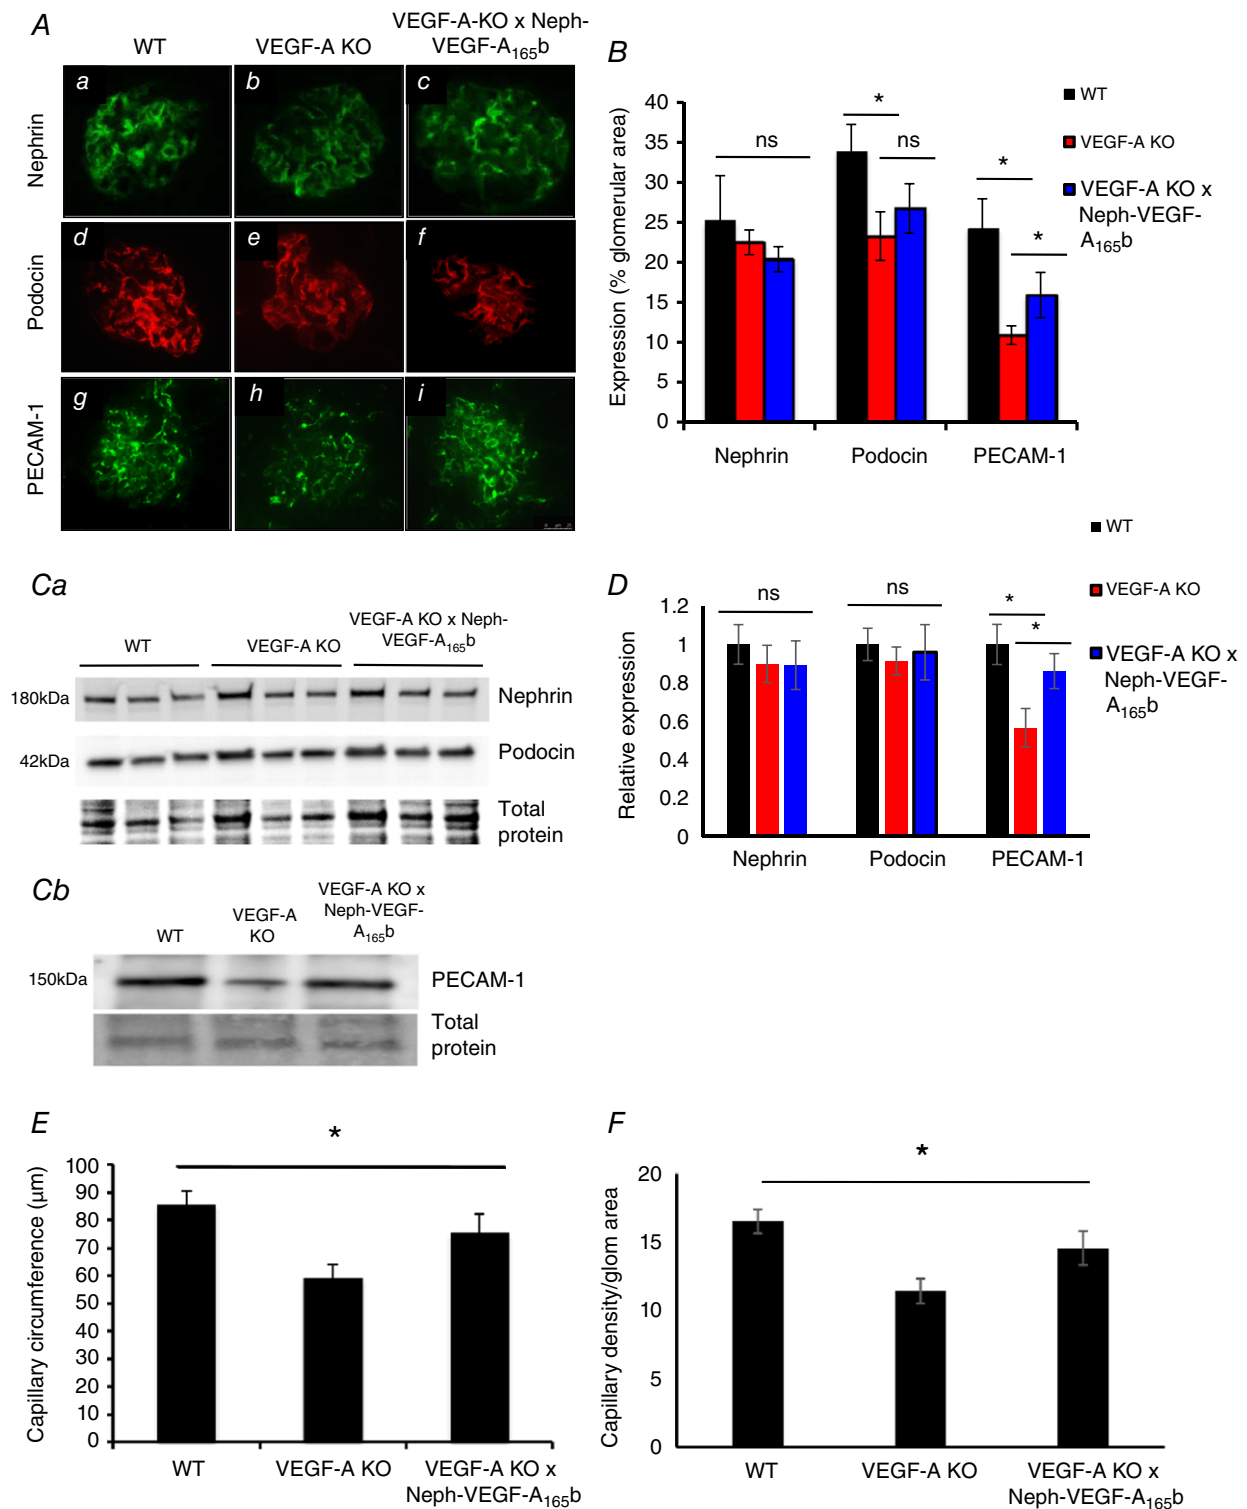 A
WT
VEGF-A KO
VEGF-A-KO x Neph-
VEGF-A165b
a
b
c
Nephrin
d
e
f
Podocin
g
h
i
PECAM-1
B
Expression (% glomerular area)
40
35
30
25
20
15
10
5
0
ns
*
ns
*
*
Nephrin
Podocin
PECAM-1
WT
VEGF-A KO
VEGF-A KO x
Neph-VEGF-
A165b
Ca
WT
VEGF-A KO
VEGF-A KO x Neph-
VEGF-A165b
180kDa
Nephrin
42kDa
Podocin
Total
protein
Cb
WT
VEGF-A
KO
VEGF-A KO x
Neph-VEGF-
A165b
150kDa
PECAM-1
Total
protein
D
Relative expression
1.2
1
0.8
0.6
0.4
0.2
0
ns
ns
*
*
Nephrin
Podocin
PECAM-1
WT
VEGF-A KO
VEGF-A KO x
Neph-VEGF-
A165b
E
*
Capillary circumference (µm)
100
90
80
70
60
50
40
30
20
10
0
WT
VEGF-A KO
VEGF-A KO x
Neph-VEGF-A165b
F
*
Capillary density/glom area
20
15
10
5
0
WT
VEGF-A KO
VEGF-A KO x
Neph-VEGF-A165b